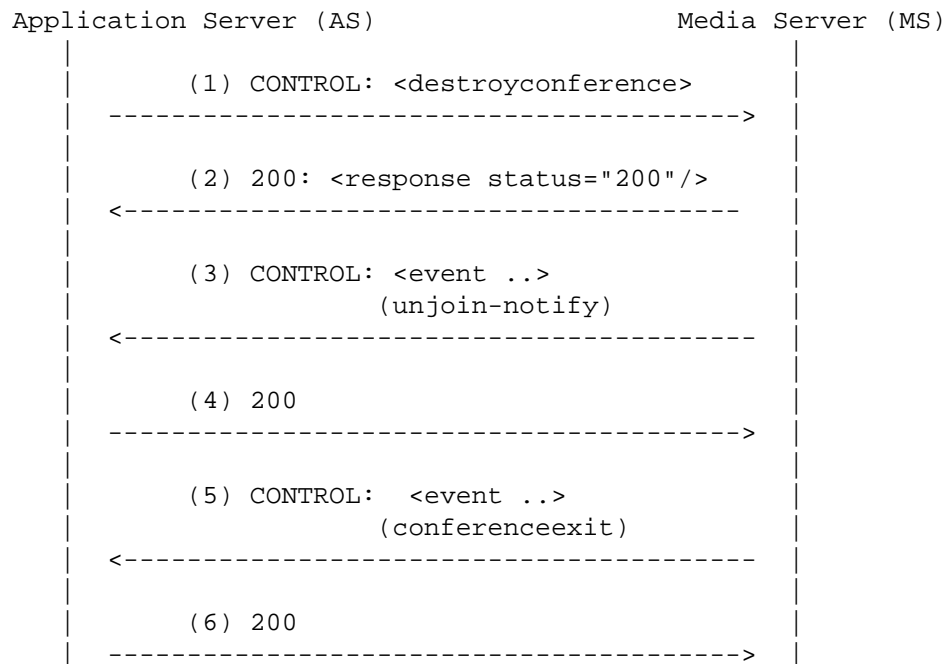 Application Server (AS)                   Media Server (MS)
(1) CONTROL: <destroyconference>
---------------------------------------->
(2) 200: <response status="200"/>
<---------------------------------------
(3) CONTROL: <event ..>
(unjoin-notify)
<----------------------------------------
(4) 200
---------------------------------------->
(5) CONTROL:  <event ..>
(conferenceexit)
<----------------------------------------
(6) 200
---------------------------------------->